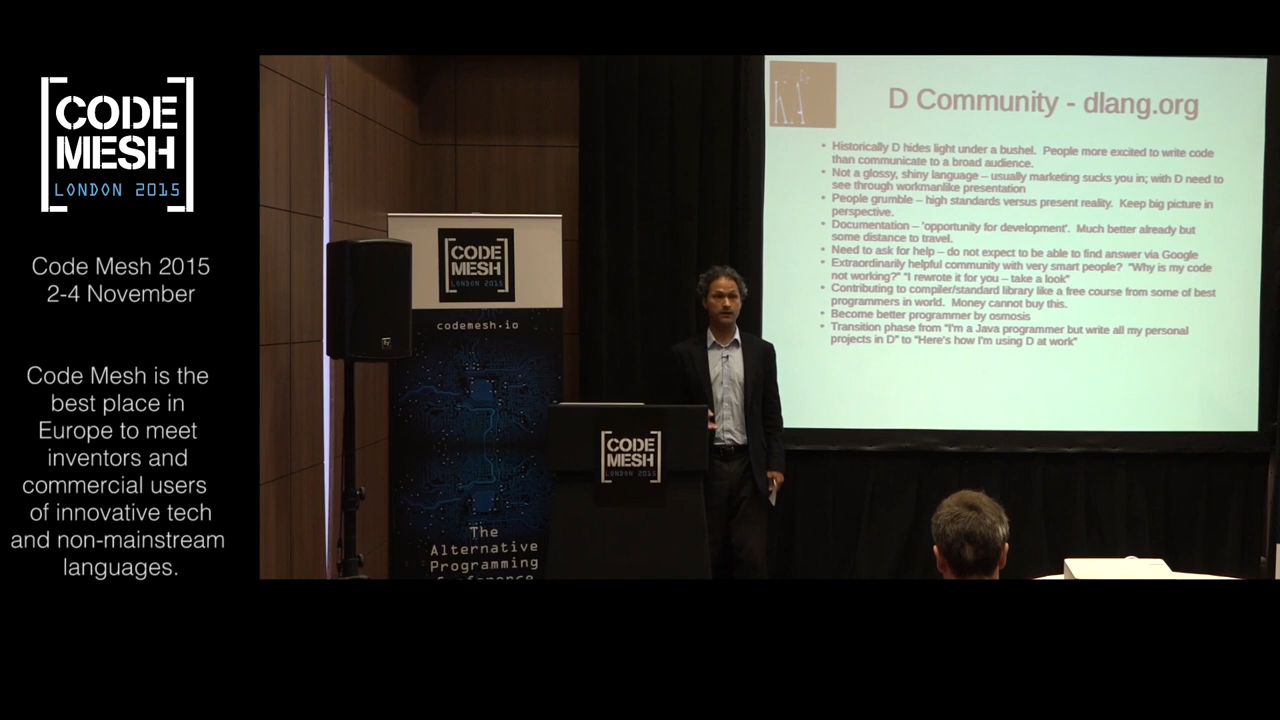 [CODE
MESH]
LONDON 2015
Code Mesh 2015
2-4 November
Code Mesh is the
best place in
Europe to meet
inventors and
commercial users
of innovative tech
and non-mainstream
languages.
CODE
MESH
LONDON 2015
codemesh.io
The
Alternative
Programming
Conference
CODE
MESH
LONDON 2015
KA
D Community - dlang.org
• Historically D hides light under a bushel. People more excited to write code
than communicate to a broad audience.
• Not a glossy, shiny language – usually marketing sucks you in; with D need to
see through workmanlike presentation
• People grumble – high standards versus present reality. Keep big picture in
perspective.
• Documentation – 'opportunity for development'. Much better already but
some distance to travel.
• Need to ask for help – do not expect to be able to find answer via Google
• Extraordinarily helpful community with very smart people? "Why is my code
not working?" "I rewrote it for you – take a look"
• Contributing to compiler/standard library like a free course from some of best
programmers in world. Money cannot buy this.
• Become better programmer by osmosis
• Transition phase from "I'm a Java programmer but write all my personal
projects in D" to "Here's how I'm using D at work"